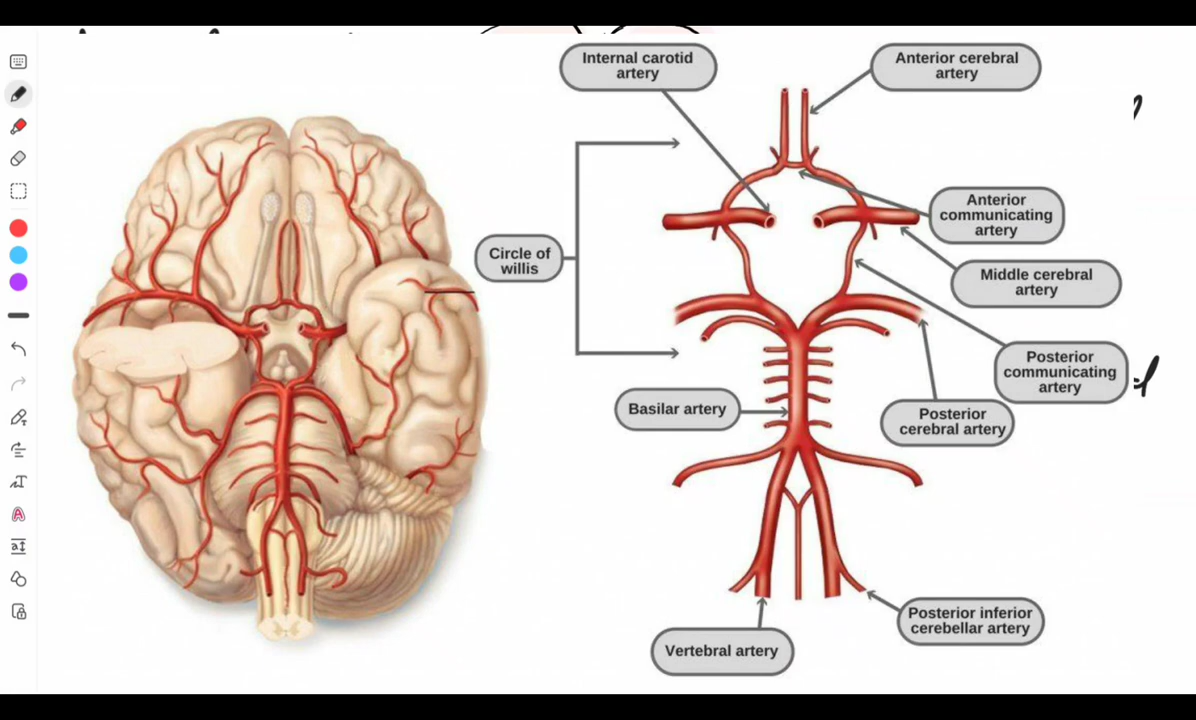 Internal carotid
artery
Anterior cerebral
artery
Anterior
communicating
artery
Circle of
willis
Middle cerebral
artery
Posterior
communicating
artery
Basilar artery
Posterior
cerebral artery
Posterior inferior
cerebellar artery
Vertebral artery